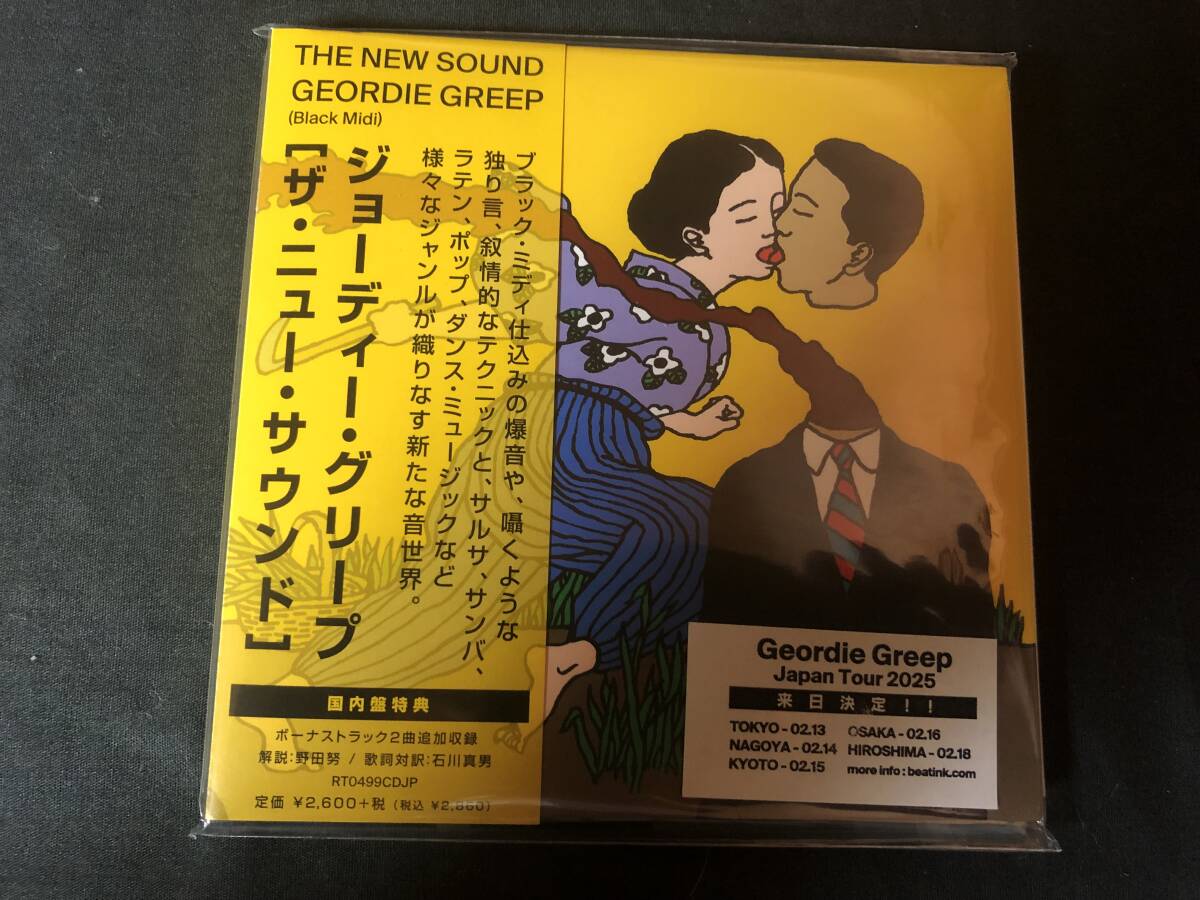 THE NEW SOUND
GEORDIE GREEP
(Black Midi)
ジョーディー・グリープ
[ザ・ニュー・サウンド]
ブラック・ミディ仕込みの爆音や、囁くような
独り言、叙情的なテクニックと、サルサ、サンバ、
ラテン、ポップ、ダンス・ミュージックなど
様々なジャンルが織りなす新たな音世界。
国内盤特典
ボーナストラック2曲追加収録
解説:野田努 / 歌詞対訳:石川真男
RT0499CDJP
定価 ¥2,600+税 (税込 ¥2,860)
Geordie Greep
Japan Tour 2025
来日決定!!
TOKYO - 02.13
NAGOYA - 02.14
KYOTO - 02.15
OSAKA - 02.16
HIROSHIMA - 02.18
more info : beatink.com